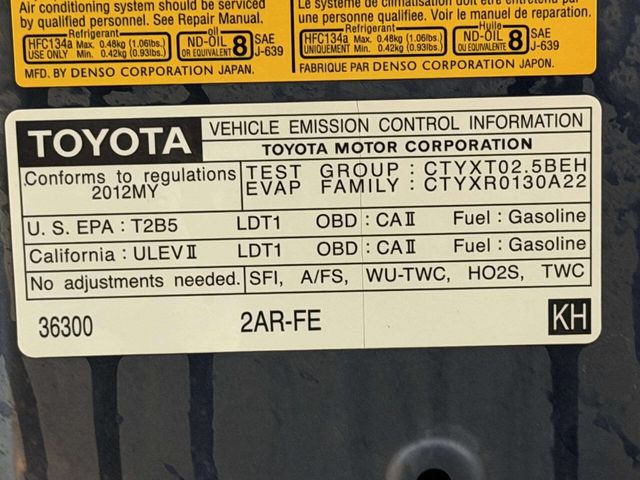 Air conditioning system should be serviced
by qualified personnel. See Repair Manual.
Refrigerant
oil
HFC134a Max. 0.48kg (1.06lbs.)
USE ONLY Min. 0.42kg (0.93lbs.)
ND-OIL 8
OR EQUIVALENT
SAE
J-639
MFD. BY DENSO CORPORATION JAPAN.
Le système de climatisation doit être entretenu par
une personne qualifiée. Voir le manuel de réparation.
Refrigerant
Huile
HFC134a Max. 0.48kg (1.06lbs.)
UNIQUEMENT Min. 0.42kg (0.93lbs.)
ND-OIL 8
OU EQUIVALENT
SAE
J-639
FABRIQUE PAR DENSO CORPORATION, JAPAN.
TOYOTA
VEHICLE EMISSION CONTROL INFORMATION
TOYOTA MOTOR CORPORATION
Conforms to regulations
2012MY
TEST GROUP : CTYXT02.5BEH
EVAP FAMILY : CTYXR0130A22
U. S. EPA : T2B5 LDT1 OBD : CAⅡ Fuel : Gasoline
California : ULEVⅡ LDT1 OBD : CAⅡ Fuel : Gasoline
No adjustments needed. SFI, A/FS, WU-TWC, HO2S, TWC
36300 2AR-FE KH